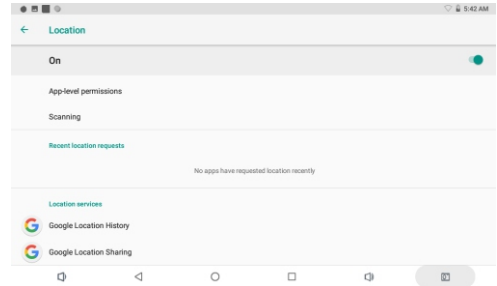 5:42 AM
Location
On
App-level permissions
Scanning
Recent location requests
No apps have requested location recently
Location services
Google Location History
Google Location Sharing